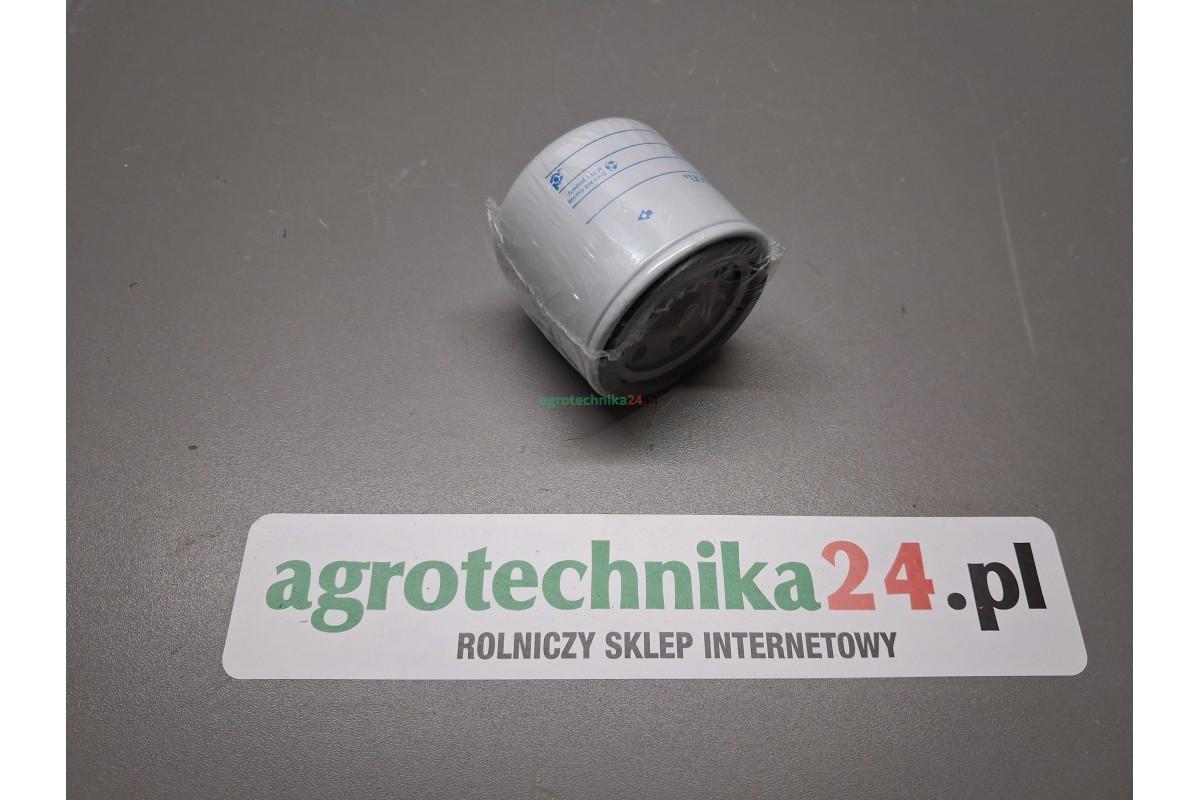 agrotechnika24.pl
agrotechnika24.pl
ROLNICZY SKLEP INTERNETOWY